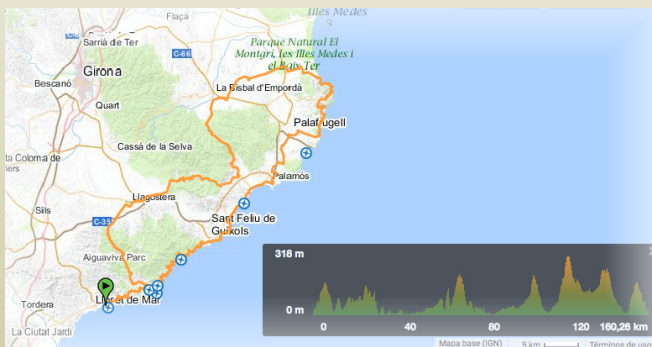 Flaçà
Illes Medes
Sarrià de Ter
Parque Natural El
Montgrí, les Illes Medes i
el Baix Ter
C-66
Girona
Bescanó
La Bisbal d'Empordà
Quart
Palafrugell
Cassà de la Selva
ta Coloma de
ners
Palamós
Llagostera
Sils
Sant Feliu de
Guíxols
C-35
Aiguaviva Parc
318 m
Tordera
Lloret de Mar
0 m
La Ciutat Jardí
0 40 80 120 160,26 km
Mapa base (IGN) 5 km Términos de uso